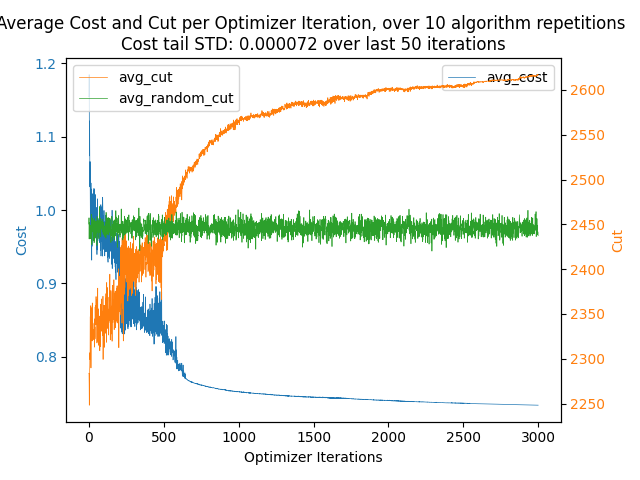 Average Cost and Cut per Optimizer Iteration, over 10 algorithm repetitions
Cost tail STD: 0.000072 over last 50 iterations
avg_cut
avg_random_cut
avg_cost
1.2
1.1
1.0
0.9
0.8
Cost
2600
2550
2500
2450
2400
2350
2300
2250
Cut
0 500 1000 1500 2000 2500 3000
Optimizer Iterations